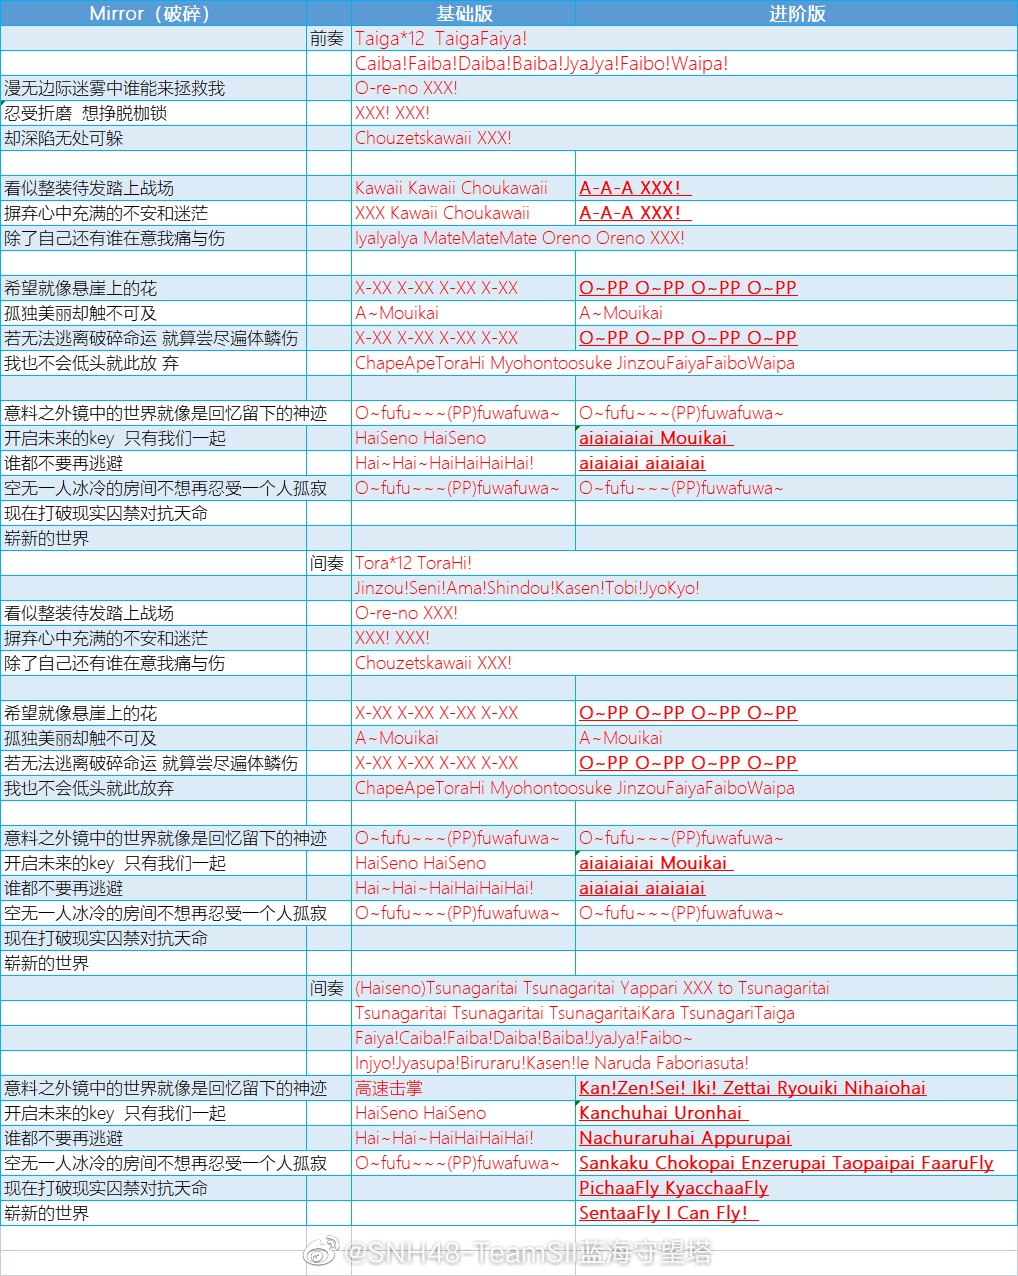 Mirror（破碎） 基础版 进阶版
前奏 Taiga*12 TaigaFaiya!
Caiba!Faiba!Daiba!Baiba!JyaJya!Faibo!Waipa!
漫无边际迷雾中谁能来拯救我 O-re-no XXX!
忍受折磨 想挣脱枷锁 XXX! XXX!
却深陷无处可躲 Chouzetskawaii XXX!
看似整装待发踏上战场 Kawaii Kawaii Choukawaii A-A-A XXX！
摒弃心中充满的不安和迷茫 XXX Kawaii Choukawaii A-A-A XXX！
除了自己还有谁在意我痛与伤 IyaIyaIya MateMateMate Oreno Oreno XXX!
希望就像悬崖上的花 X-XX X-XX X-XX X-XX O~PP O~PP O~PP O~PP
孤独美丽却触不可及 A~Mouikai A~Mouikai
若无法逃离破碎命运 就算尝尽遍体鳞伤 X-XX X-XX X-XX X-XX O~PP O~PP O~PP O~PP
我也不会低头就此放 弃 ChapeApeToraHi Myohontoosuke JinzouFaiyaFaiboWaipa
意料之外镜中的世界就像是回忆留下的神迹 O~fufu~~~(PP)fuwafuwa~ O~fufu~~~(PP)fuwafuwa~
开启未来的key 只有我们一起 HaiSeno HaiSeno aiaiaiaiai Mouikai
谁都不要再逃避 Hai~Hai~HaiHaiHaiHai! aiaiaiai aiaiaiai
空无一人冰冷的房间不想再忍受一个人孤寂 O~fufu~~~(PP)fuwafuwa~ O~fufu~~~(PP)fuwafuwa~
现在打破现实囚禁对抗天命
崭新的世界
间奏 Tora*12 ToraHi!
Jinzou!Seni!Ama!Shindou!Kasen!Tobi!JyoKyo!
看似整装待发踏上战场 O-re-no XXX!
摒弃心中充满的不安和迷茫 XXX! XXX!
除了自己还有谁在意我痛与伤 Chouzetskawaii XXX!
希望就像悬崖上的花 X-XX X-XX X-XX X-XX O~PP O~PP O~PP O~PP
孤独美丽却触不可及 A~Mouikai A~Mouikai
若无法逃离破碎命运 就算尝尽遍体鳞伤 X-XX X-XX X-XX X-XX O~PP O~PP O~PP O~PP
我也不会低头就此放弃 ChapeApeToraHi Myohontoosuke JinzouFaiyaFaiboWaipa
意料之外镜中的世界就像是回忆留下的神迹 O~fufu~~~(PP)fuwafuwa~ O~fufu~~~(PP)fuwafuwa~
开启未来的key 只有我们一起 HaiSeno HaiSeno aiaiaiaiai Mouikai
谁都不要再逃避 Hai~Hai~HaiHaiHaiHai! aiaiaiai aiaiaiai
空无一人冰冷的房间不想再忍受一个人孤寂 O~fufu~~~(PP)fuwafuwa~ O~fufu~~~(PP)fuwafuwa~
现在打破现实囚禁对抗天命
崭新的世界
间奏 (Haiseno)Tsunagaritai Tsunagaritai Yappari XXX to Tsunagaritai
Tsunagaritai Tsunagaritai TsunagaritaiKara TsunagariTaiga
Faiya!Caiba!Faiba!Daiba!Baiba!JyaJya!Faibo~
Injyo!Jyasupa!Biruraru!Kasen!Ie Naruda Faboriasuta!
意料之外镜中的世界就像是回忆留下的神迹 高速击掌 Kan!Zen!Sei! Iki! Zettai Ryouiki Nihaiohai
开启未来的key 只有我们一起 HaiSeno HaiSeno Kanchuhai Uronhai
谁都不要再逃避 Hai~Hai~HaiHaiHaiHai! Nachuraruhai Appurupai
空无一人冰冷的房间不想再忍受一个人孤寂 O~fufu~~~(PP)fuwafuwa~ Sankaku Chokopai Enzerupai Taopaipai FaaruFly
现在打破现实囚禁对抗天命 PichaaFly KyacchaaFly
崭新的世界 SentaaFly I Can Fly！
@SNH48-TeamSII蓝海守望塔